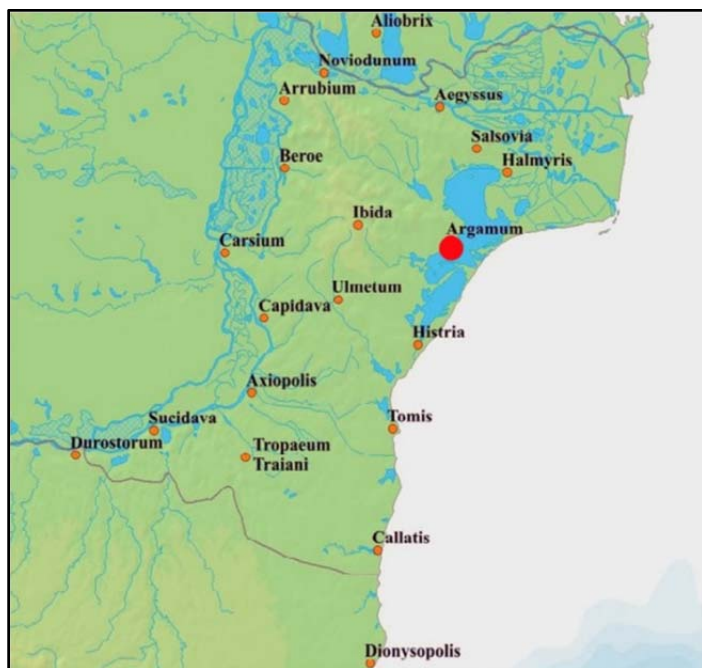 Aliobrix
Noviodunum
Arrubium
Aegyssus
Salsovia
Beroe
Halmyris
Ibida
Argamum
Carsium
Ulmetum
Capidava
Histria
Axiopolis
Sucidava
Tomis
Durostorum
Tropaeum
Traiani
Callatis
Dionysopolis